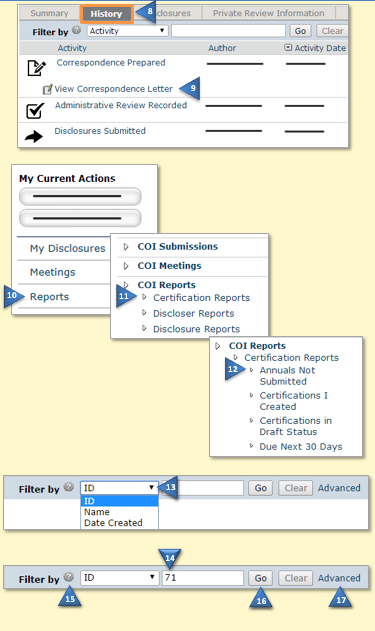 Summary History 8 closures Private Review Information
Filter by ? Activity Go Clear
Activity Author Activity Date
Correspondence Prepared
View Correspondence Letter 9
Administrative Review Recorded
Disclosures Submitted
My Current Actions
My Disclosures
Meetings
10 Reports
COI Submissions
COI Meetings
COI Reports
11 Certification Reports
Discloser Reports
Disclosure Reports
COI Reports
Certification Reports
12 Annuals Not
Submitted
Certifications I
Created
Certifications in
Draft Status
Due Next 30 Days
Filter by ? ID 13 Go Clear Advanced
ID
Name
Date Created
14
Filter by ? ID 71 Go Clear Advanced
15 16 17